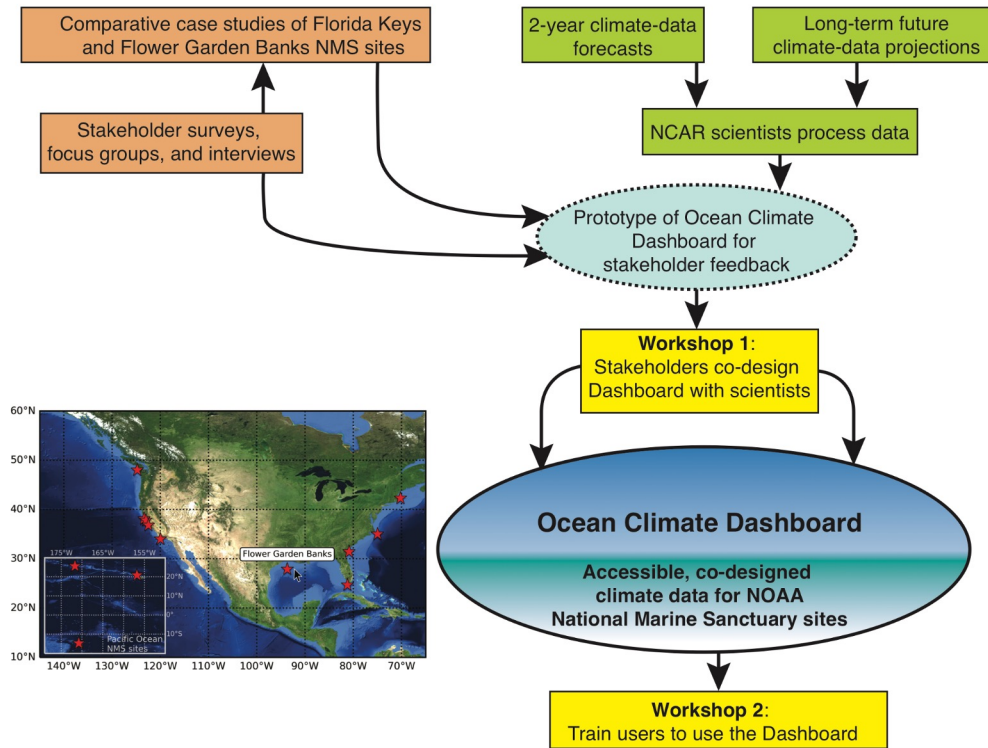 Comparative case studies of Florida Keys
and Flower Garden Banks NMS sites
2-year climate-data
forecasts
Long-term future
climate-data projections
Stakeholder surveys,
focus groups, and interviews
NCAR scientists process data
Prototype of Ocean Climate
Dashboard for
stakeholder feedback
Workshop 1:
Stakeholders co-design
Dashboard with scientists
60°N
50°N
40°N
30°N
20°N
10°N
140°W 130°W 120°W 110°W 100°W 90°W 80°W 70°W
Flower Garden Banks
175°W 165°W 155°W
20°N
10°N
0°
10°S
Pacific Ocean
NMS sites
Ocean Climate Dashboard
Accessible, co-designed
climate data for NOAA
National Marine Sanctuary sites
Workshop 2:
Train users to use the Dashboard